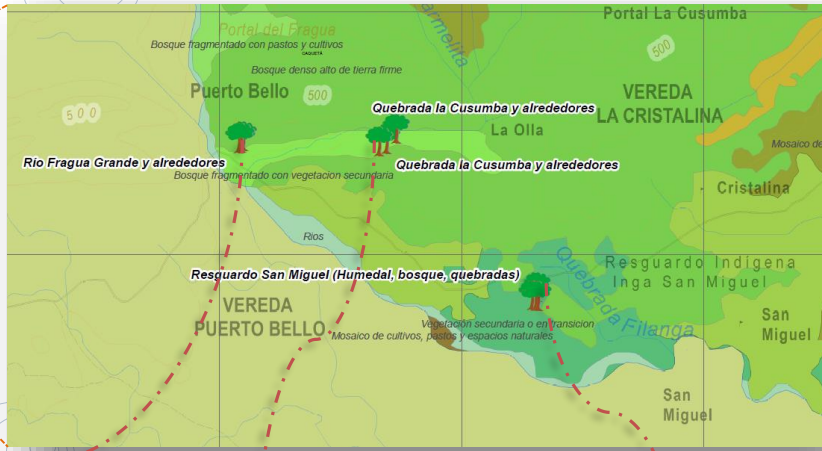 Portal La Cusumba
Portal del Fragua
Bosque fragmentado con pastos y cultivos
CAQUETÁ
500
Bosque denso alto de tierra firme
Puerto Bello
500
VEREDA
LA CRISTALINA
500
Quebrada la Cusumba y alrededores
La Olla
Mosaico de
Rio Fragua Grande y alrededores
Quebrada la Cusumba y alrededores
Bosque fragmentado con vegetacion secundaria
Cristalina
Rios
Resguardo Indigena
Inga San Miguel
Resguardo San Miguel (Humedal, bosque, quebradas)
Quebrada Filanga
VEREDA
PUERTO BELLO
San
Miguel
Vegetación secundaria o en transicion
Mosaico de cultivos, pastos y espacios naturales
San
Miguel